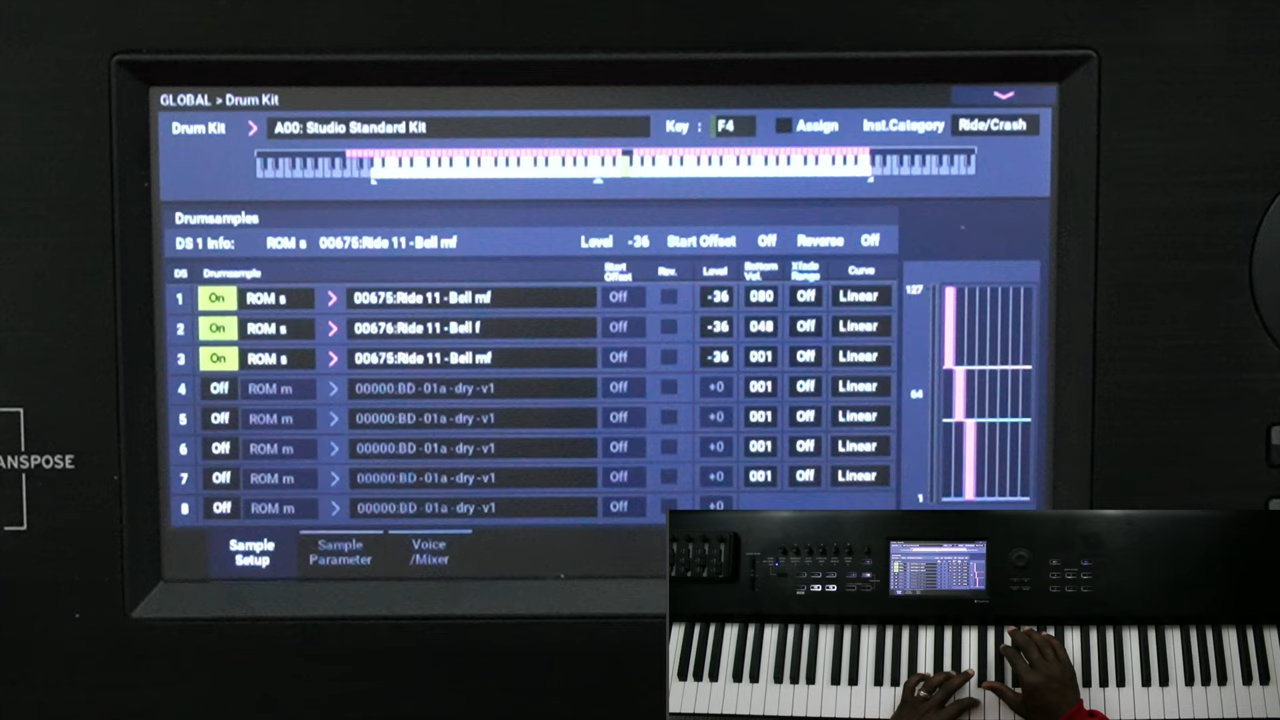 GLOBAL > Drum Kit
Drum Kit > A00: Studio Standard Kit Key : F4 Assign Inst.Category Ride/Crash
Drumsamples
DS 1 Info: ROM s 00675:Ride 11 -Bell mf Level -36 Start Offset Off Reverse Off
DS Drumsample Start Offset Rev. Level Bottom Vel. Xfade Range Curve
1 On ROM s > 00675:Ride 11 -Bell mf Off -36 080 Off Linear
2 On ROM s > 00676:Ride 11 -Bell f Off -36 048 Off Linear
3 On ROM s > 00675:Ride 11 -Bell mf Off -36 001 Off Linear
4 Off ROM m > 00000:BD-01a-dry-v1 Off +0 001 Off Linear
5 Off ROM m > 00000:BD-01a-dry-v1 Off +0 001 Off Linear
6 Off ROM m > 00000:BD-01a-dry-v1 Off +0 001 Off Linear
7 Off ROM m > 00000:BD-01a-dry-v1 Off +0 001 Off Linear
8 Off ROM m > 00000:BD-01a-dry-v1 Off +0
127
64
1
Sample Setup
Sample Parameter
Voice /Mixer
ANSPOSE